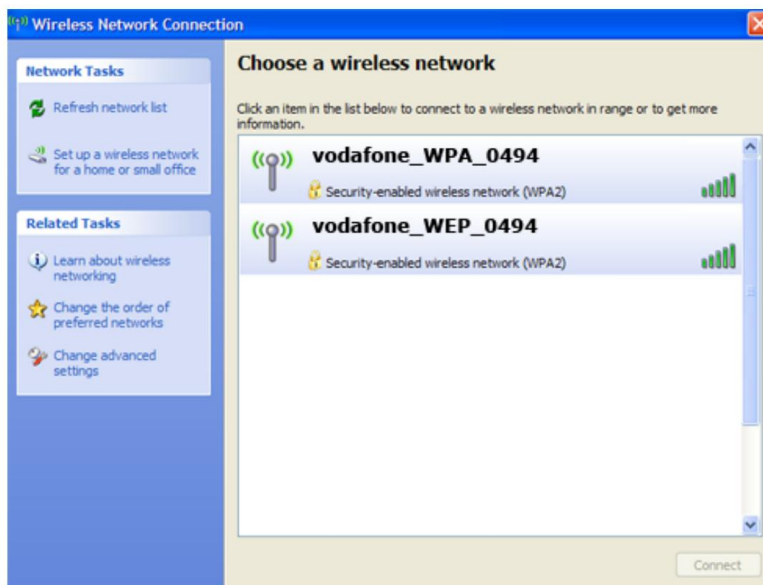 Wireless Network Connection
Network Tasks
Refresh network list
Set up a wireless network
for a home or small office
Related Tasks
Learn about wireless
networking
Change the order of
preferred networks
Change advanced
settings
Choose a wireless network
Click an item in the list below to connect to a wireless network in range or to get more
information.
vodafone_WPA_0494
Security-enabled wireless network (WPA2)
vodafone_WEP_0494
Security-enabled wireless network (WPA2)
Connect